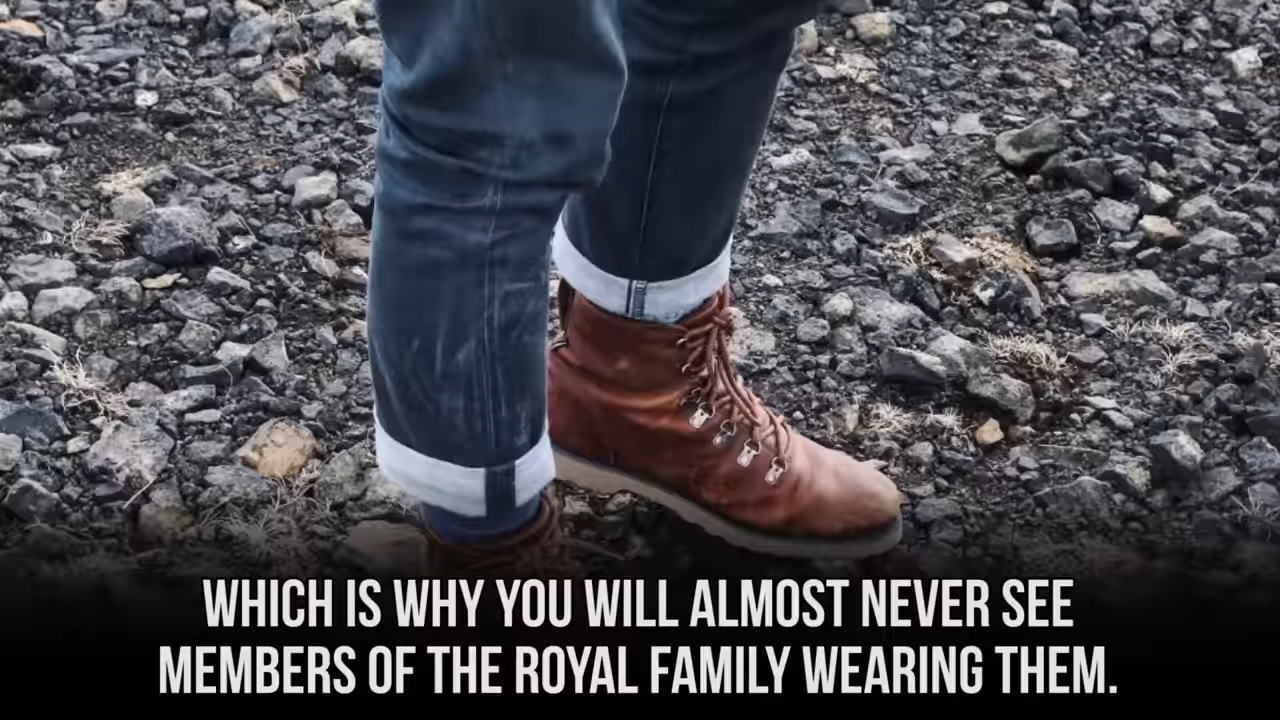 WHICH IS WHY YOU WILL ALMOST NEVER SEE
MEMBERS OF THE ROYAL FAMILY WEARING THEM.